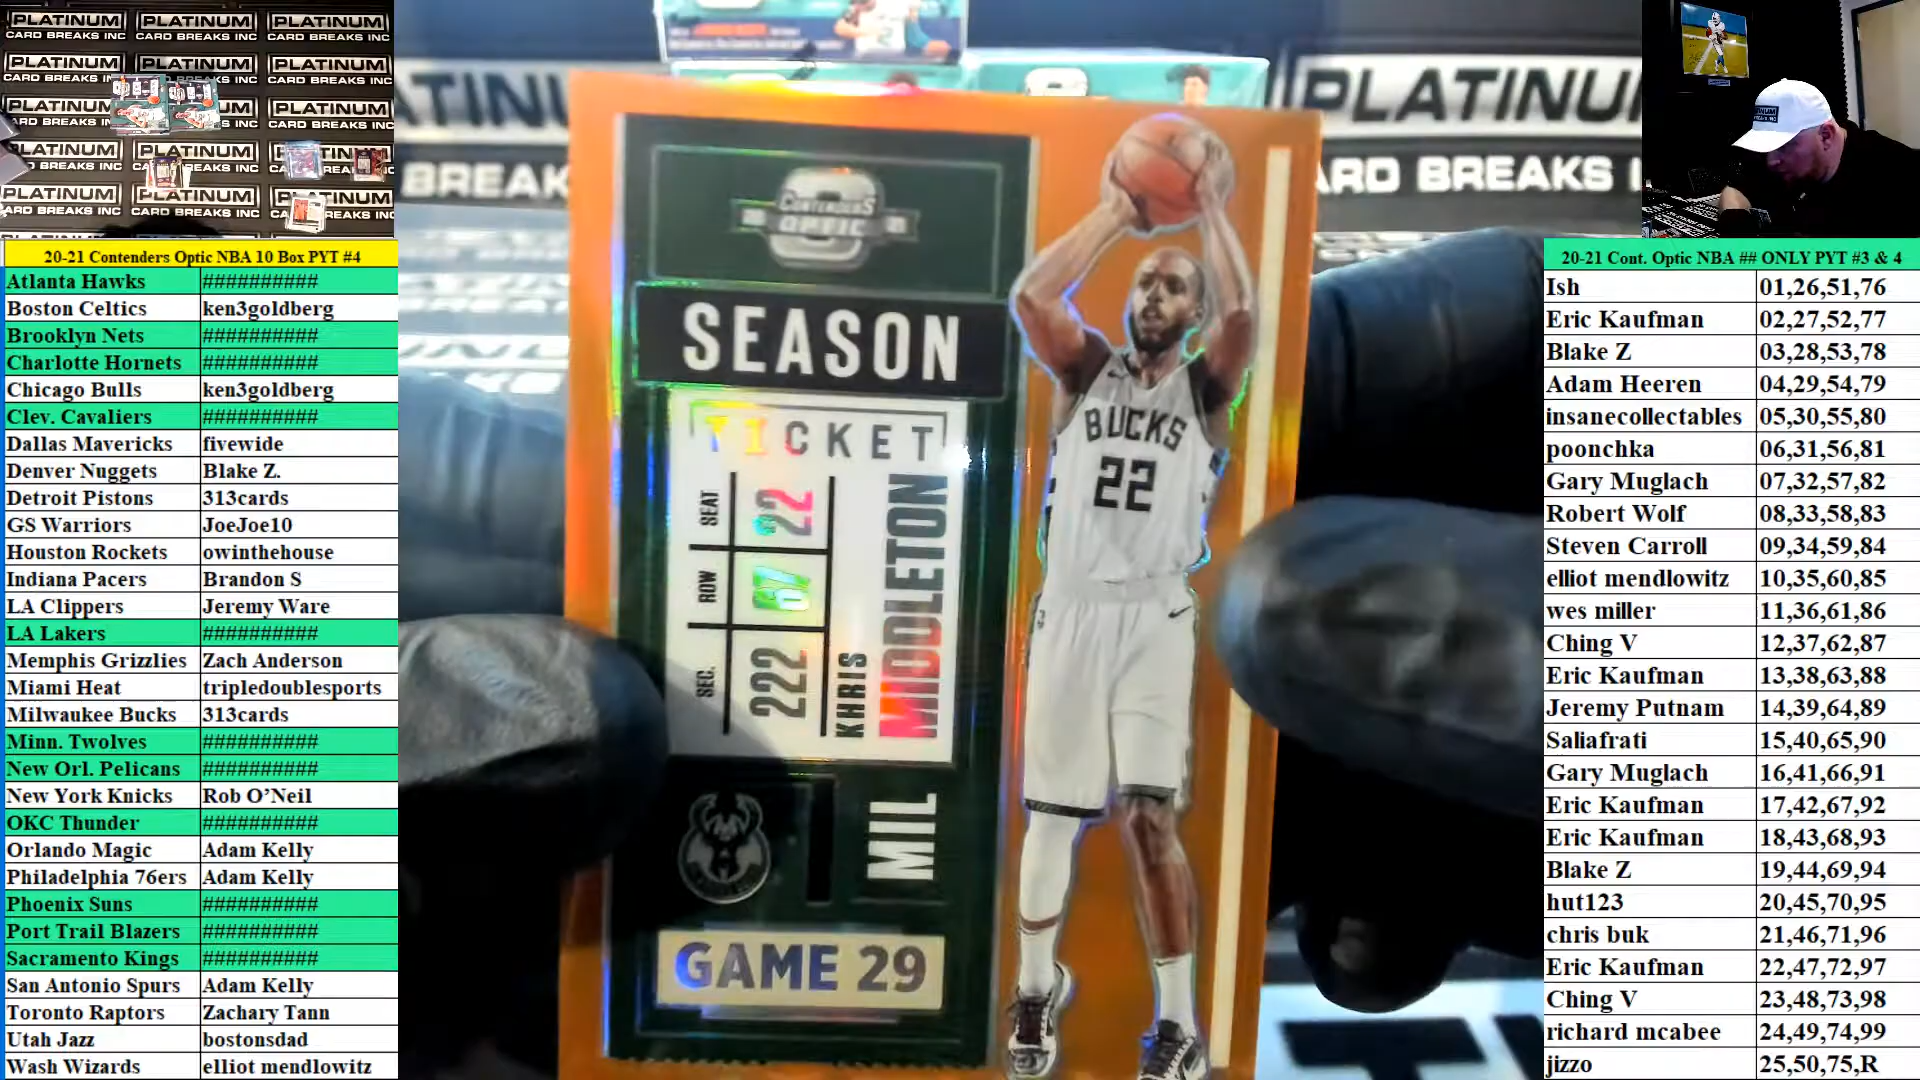 PLATINUM PLATINUM PLATINUM
CARD BREAKS INC CARD BREAKS INC CARD BREAKS INC
20-21 Contenders Optic NBA 10 Box PYT #4
Atlanta Hawks ##########
Boston Celtics ken3goldberg
Brooklyn Nets ##########
Charlotte Hornets ##########
Chicago Bulls ken3goldberg
Clev. Cavaliers ##########
Dallas Mavericks fivewide
Denver Nuggets Blake Z.
Detroit Pistons 313cards
GS Warriors JoeJoe10
Houston Rockets owinthehouse
Indiana Pacers Brandon S
LA Clippers Jeremy Ware
LA Lakers ##########
Memphis Grizzlies Zach Anderson
Miami Heat tripledoublesports
Milwaukee Bucks 313cards
Minn. Twolves ##########
New Orl. Pelicans ##########
New York Knicks Rob O’Neil
OKC Thunder ##########
Orlando Magic Adam Kelly
Philadelphia 76ers Adam Kelly
Phoenix Suns ##########
Port Trail Blazers ##########
Sacramento Kings ##########
San Antonio Spurs Adam Kelly
Toronto Raptors Zachary Tann
Utah Jazz bostonsdad
Wash Wizards elliot mendlowitz
PLATINU
BREAK
ARD BREAKS I
CONTENDERS
OPTIC
SEASON
TICKET
SEAT 22
ROW 07
SEC. 222
KHRIS
MIDDLETON
MIL
GAME 29
BUCKS
22
20-21 Cont. Optic NBA ## ONLY PYT #3 & 4
Ish 01,26,51,76
Eric Kaufman 02,27,52,77
Blake Z 03,28,53,78
Adam Heeren 04,29,54,79
insanecollectables 05,30,55,80
poonchka 06,31,56,81
Gary Muglach 07,32,57,82
Robert Wolf 08,33,58,83
Steven Carroll 09,34,59,84
elliot mendlowitz 10,35,60,85
wes miller 11,36,61,86
Ching V 12,37,62,87
Eric Kaufman 13,38,63,88
Jeremy Putnam 14,39,64,89
Saliafrati 15,40,65,90
Gary Muglach 16,41,66,91
Eric Kaufman 17,42,67,92
Eric Kaufman 18,43,68,93
Blake Z 19,44,69,94
hut123 20,45,70,95
chris buk 21,46,71,96
Eric Kaufman 22,47,72,97
Ching V 23,48,73,98
richard mcabee 24,49,74,99
jizzo 25,50,75,R